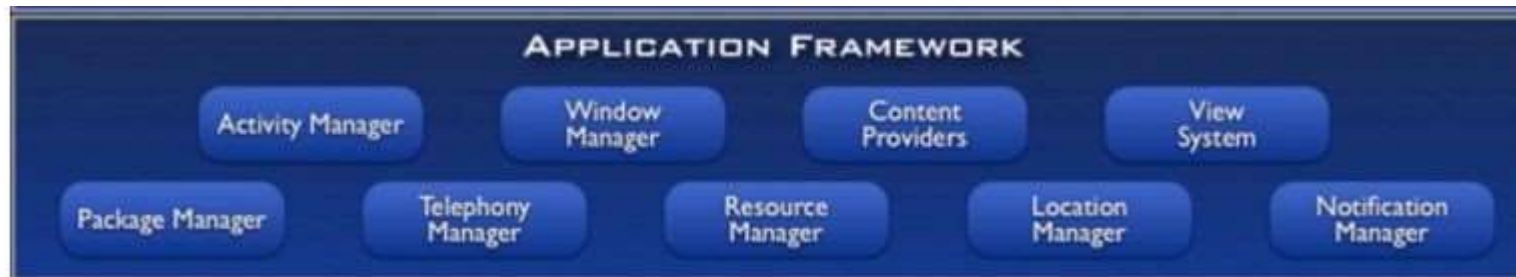 APPLICATION FRAMEWORK
Activity Manager
Window
Manager
Content
Providers
View
System
Package Manager
Telephony
Manager
Resource
Manager
Location
Manager
Notification
Manager